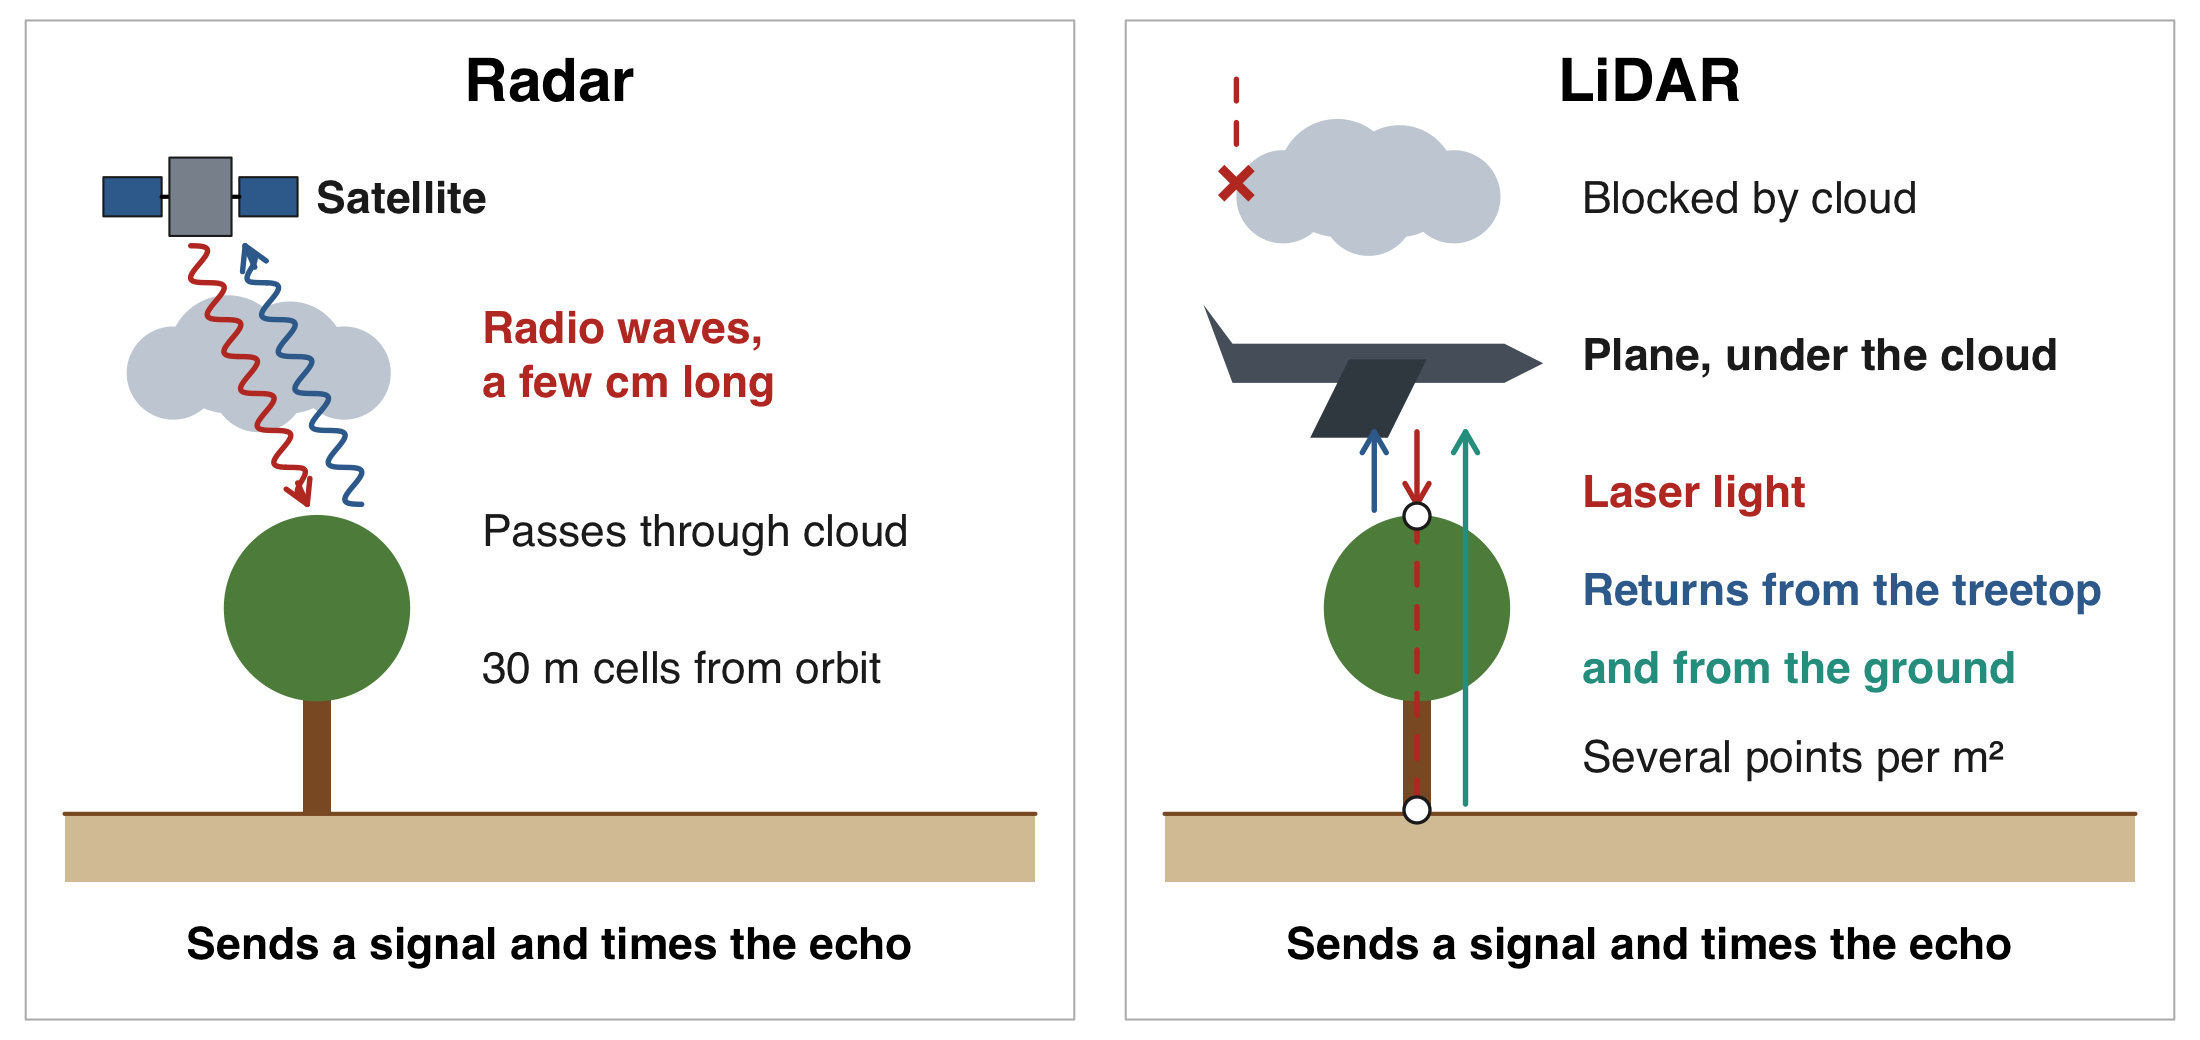 Radar
Satellite
Radio waves,
a few cm long
Passes through cloud
30 m cells from orbit
Sends a signal and times the echo
LiDAR
Blocked by cloud
Plane, under the cloud
Laser light
Returns from the treetop
and from the ground
Several points per m²
Sends a signal and times the echo